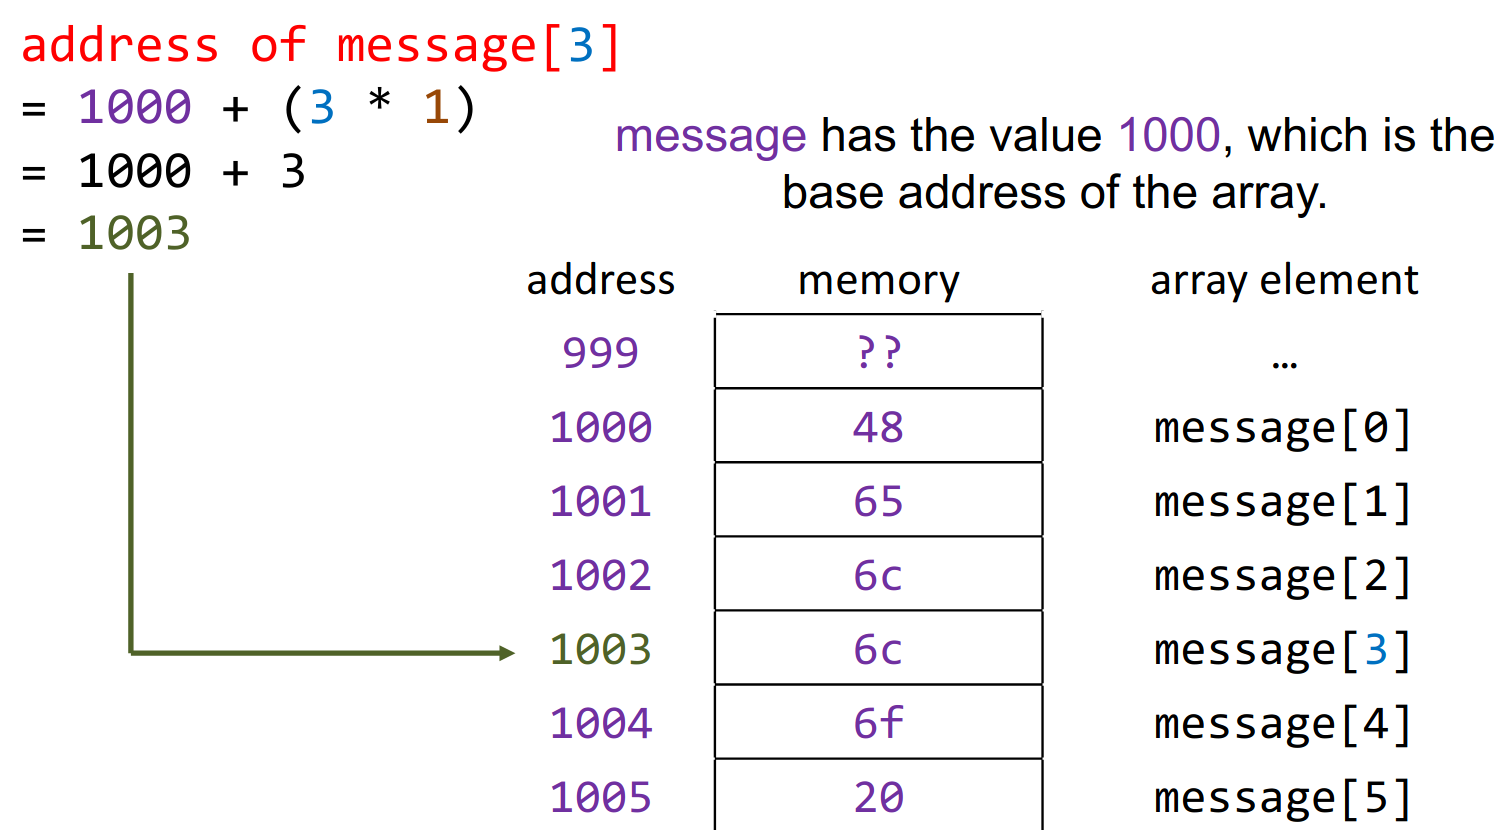 address of message[3]
= 1000 + (3 * 1)
= 1000 + 3
= 1003
message has the value 1000, which is the
base address of the array.
address memory array element
999 ?? …
1000 48 message[0]
1001 65 message[1]
1002 6c message[2]
1003 6c message[3]
1004 6f message[4]
1005 20 message[5]